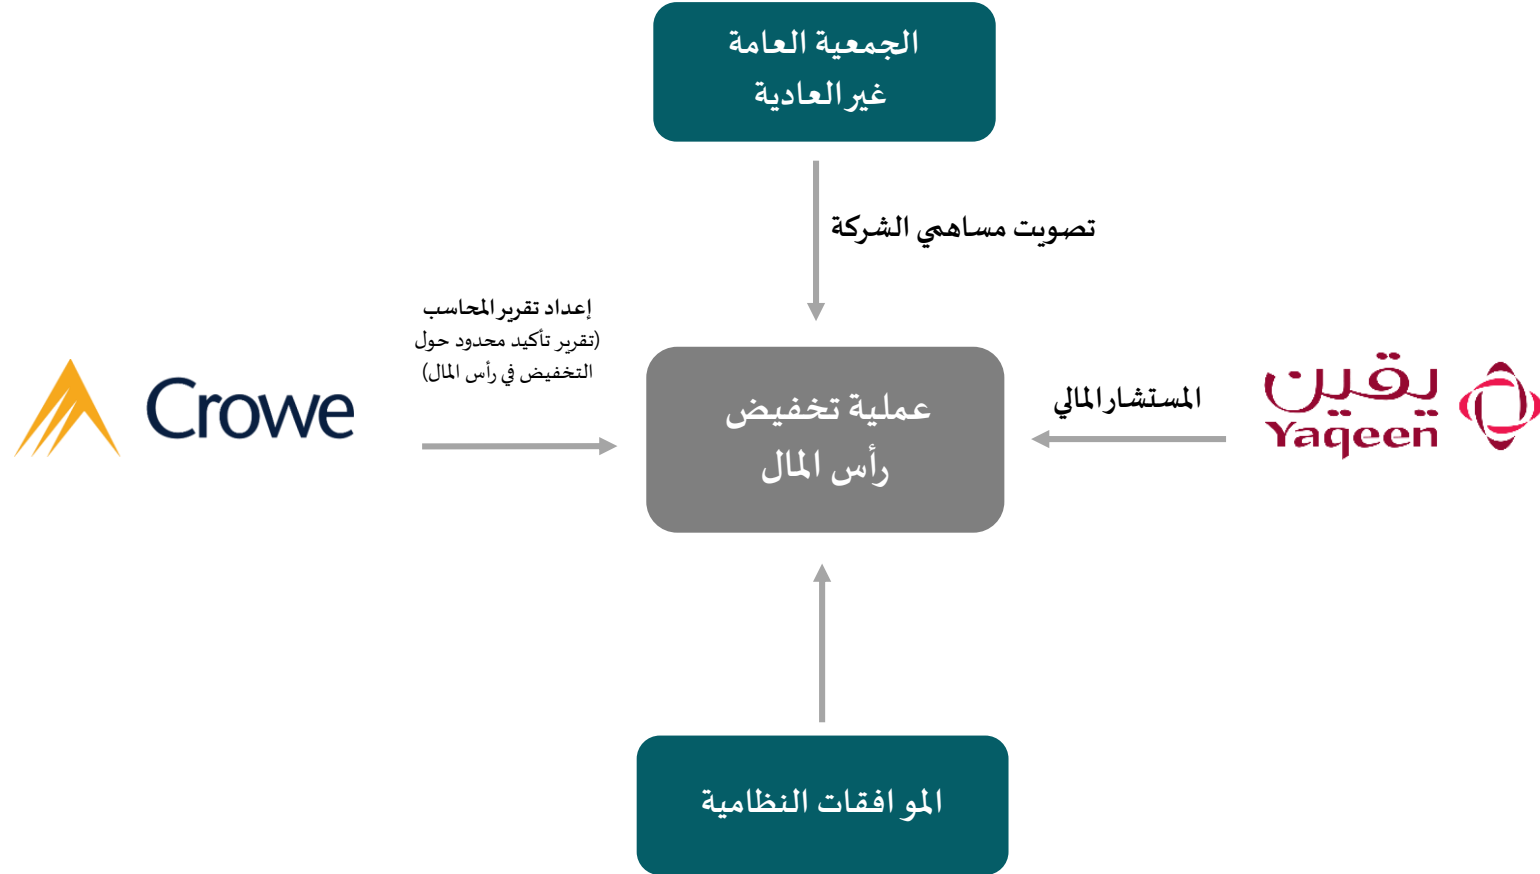 الجمعية العامة
غير العادية
تصويت مساهمي الشركة
إعداد تقرير المحاسب
(تقرير تأكيد محدود حول
التخفيض في رأس المال)
Crowe
عملية تخفيض
رأس المال
المستشار المالي
يقين
Yaqeen
الموافقات النظامية